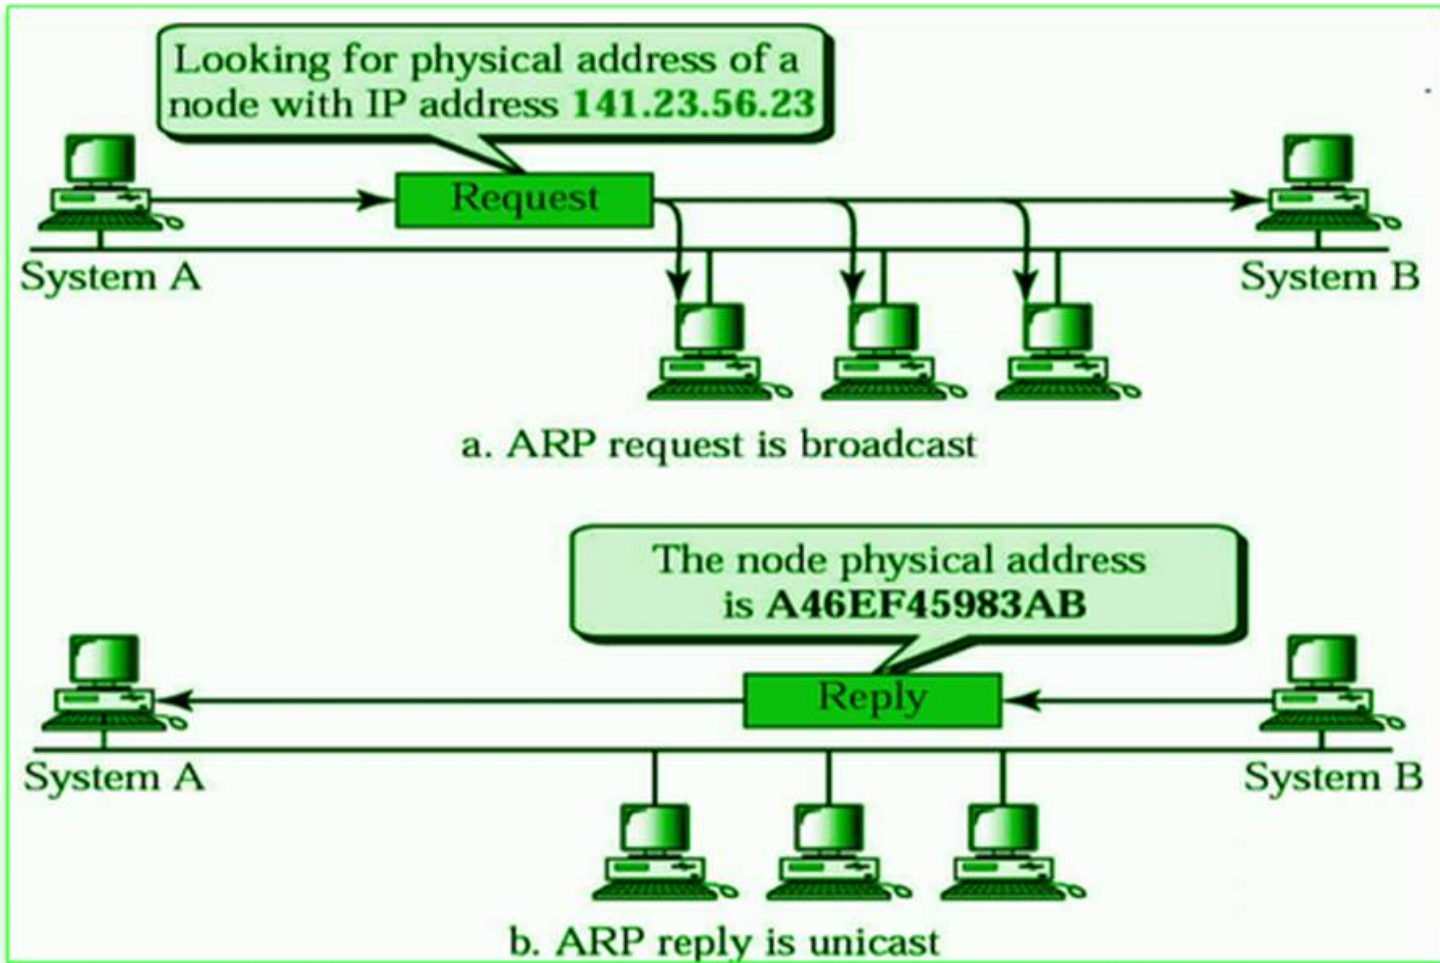 Looking for physical address of a
node with IP address 141.23.56.23
Request
System A
System B
a. ARP request is broadcast
The node physical address
is A46EF45983AB
Reply
System A
System B
b. ARP reply is unicast